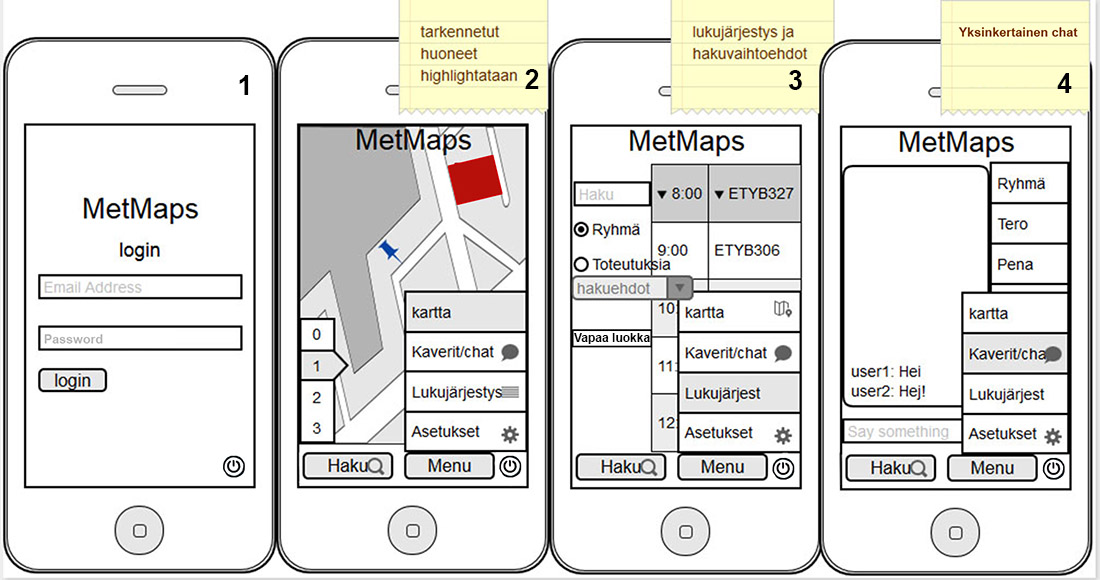 1
MetMaps
login
Email Address
Password
login
tarkennetut
huoneet
highlightataan
2
MetMaps
0
1
2
3
kartta
Kaverit/chat
Lukujärjestys
Asetukset
Haku
Menu
lukujärjestys ja
hakuvaihtoehdot
3
MetMaps
Haku
Ryhmä
Toteutuksia
hakuehdot
Vapaa luokka
▼ 8:00 ▼ ETYB327
9:00 ETYB306
10:
11:
12:
kartta
Kaverit/chat
Lukujärjest
Asetukset
Haku
Menu
Yksinkertainen chat
4
MetMaps
Ryhmä
Tero
Pena
user1: Hei
user2: Hej!
Say something
kartta
Kaverit/cha
Lukujärjest
Asetukset
Haku
Menu